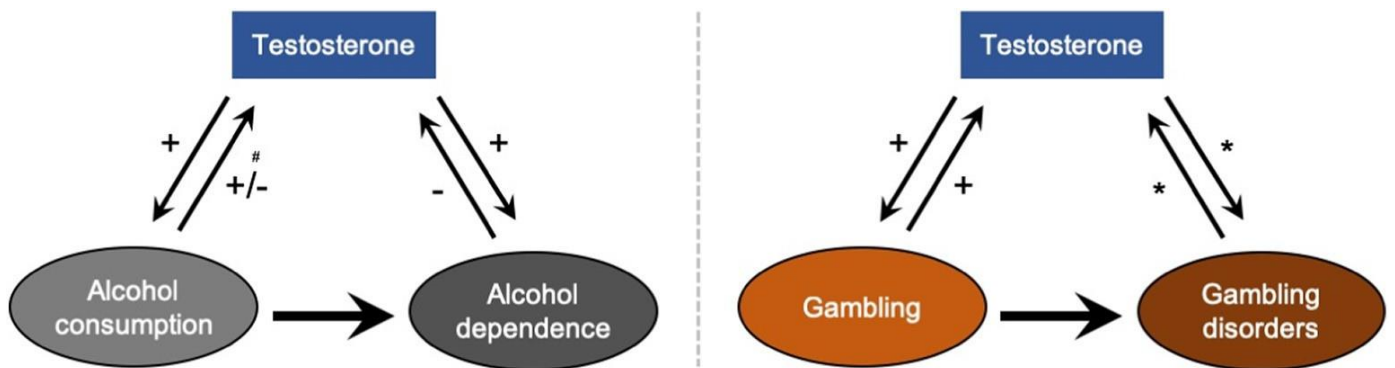 Testosterone
+
#
+/-
+
-
Alcohol
consumption
Alcohol
dependence
Testosterone
+
+
*
*
Gambling
Gambling
disorders